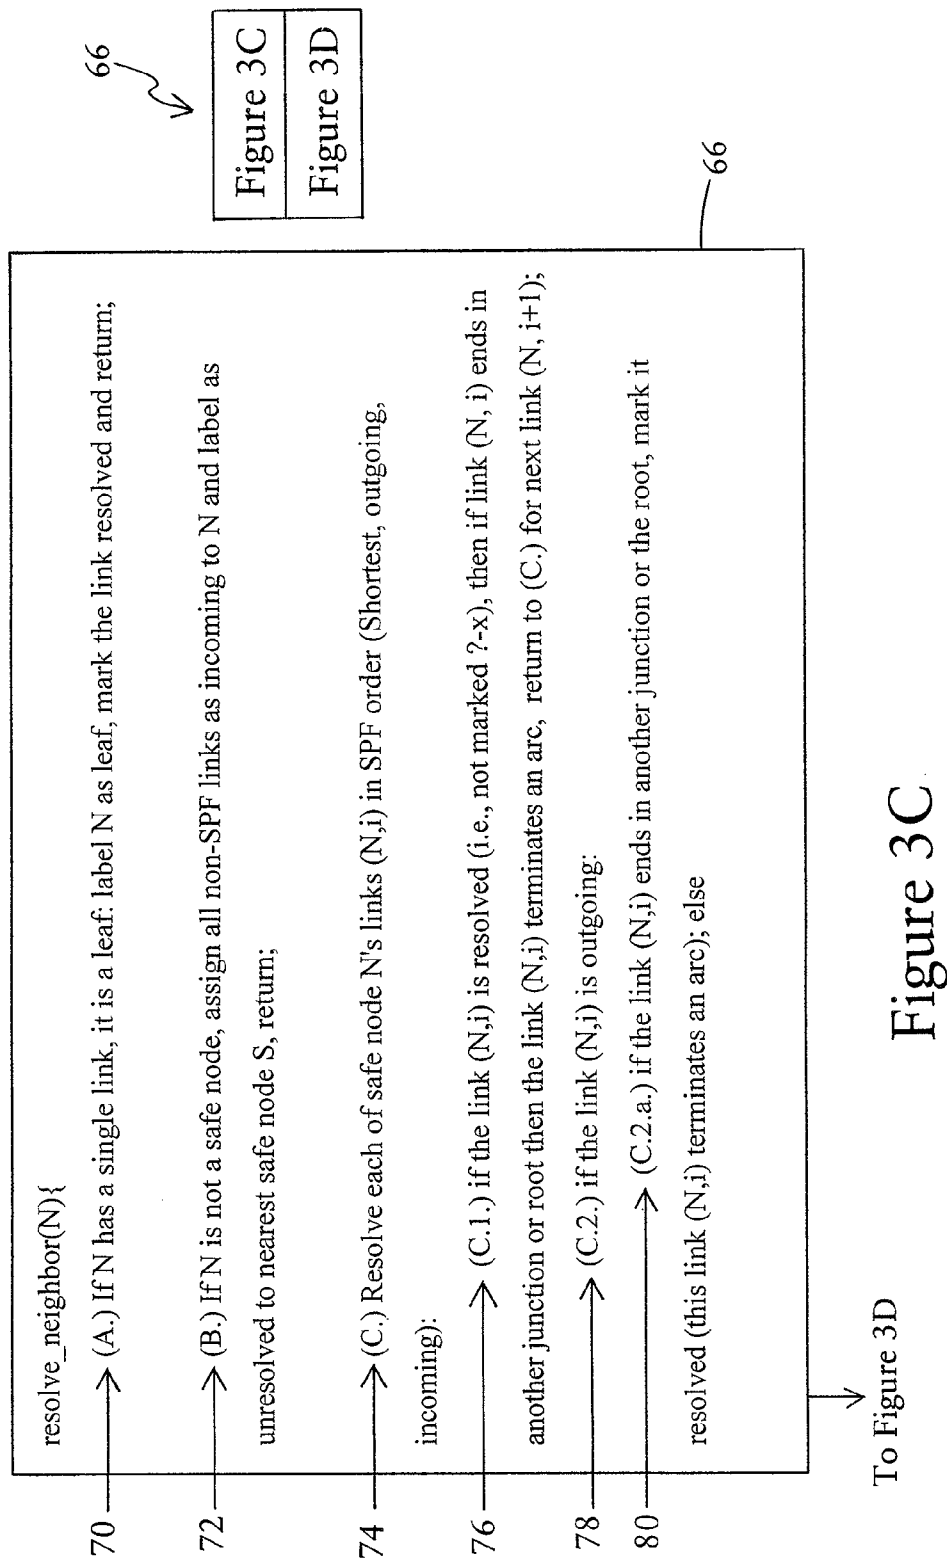 66
Figure 3C
Figure 3D
66
resolve_neighbor(N){
70
(A.) If N has a single link, it is a leaf: label N as leaf, mark the link resolved and return;
72
(B.) If N is not a safe node, assign all non-SPF links as incoming to N and label as
unresolved to nearest safe node S, return;
74
(C.) Resolve each of safe node N's links (N,i) in SPF order (Shortest, outgoing,
incoming):
76
(C.1.) if the link (N,i) is resolved (i.e., not marked ?-x), then if link (N, i) ends in
another junction or root then the link (N,i) terminates an arc, return to (C.) for next link (N, i+1);
78
(C.2.) if the link (N,i) is outgoing:
80
(C.2.a.) if the link (N,i) ends in another junction or the root, mark it
resolved (this link (N,i) terminates an arc); else
To Figure 3D
Figure 3C